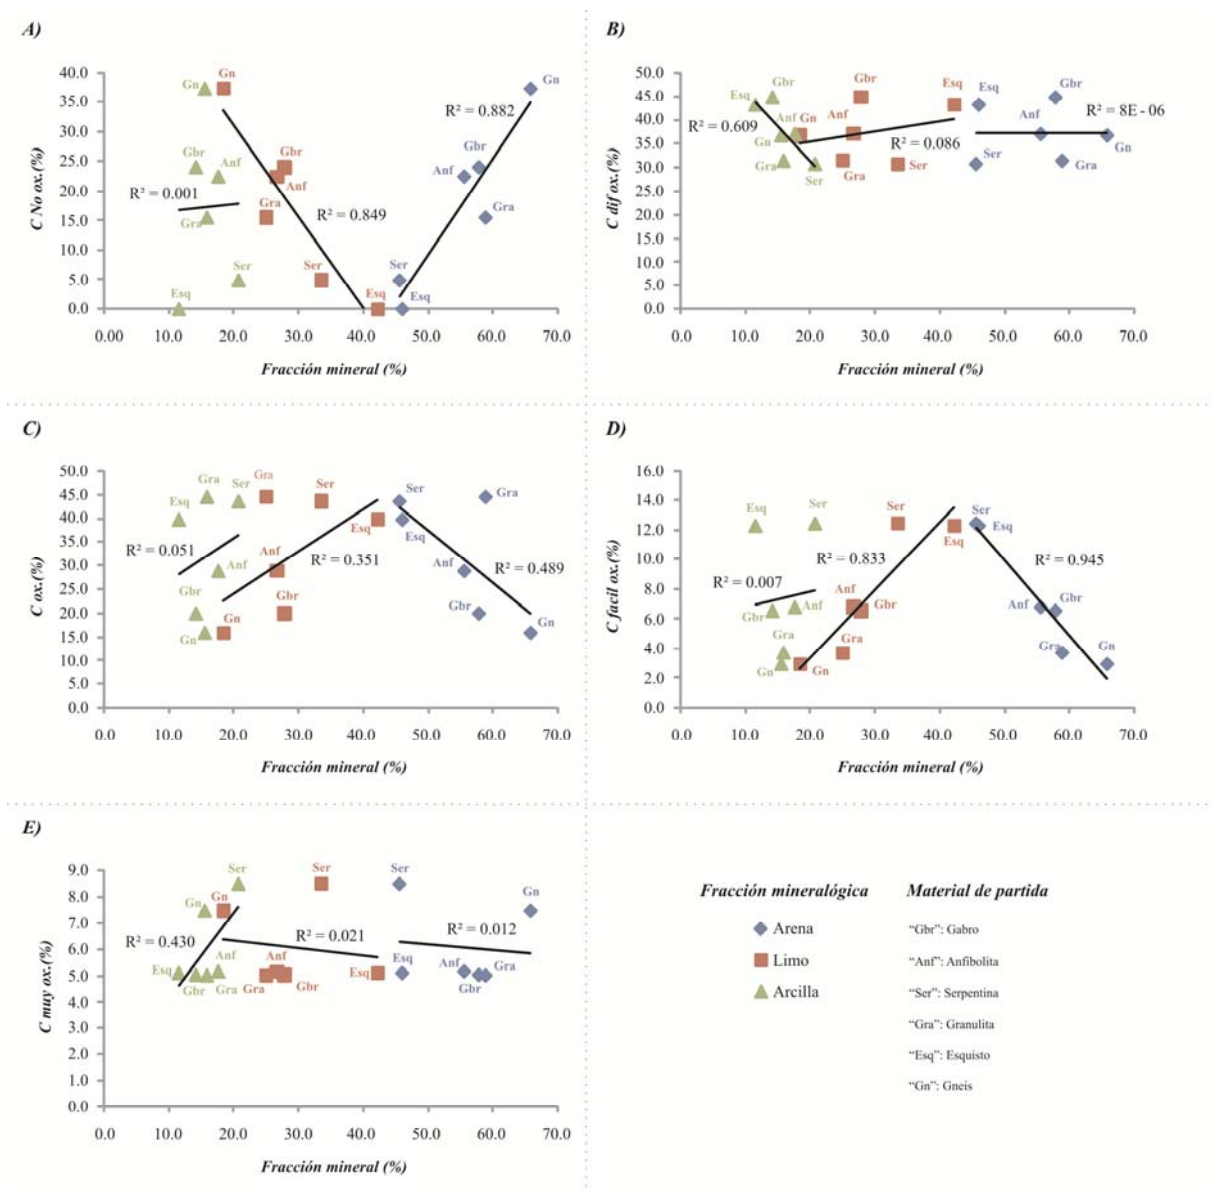 A)
40.0
35.0
30.0
25.0
20.0
15.0
10.0
5.0
0.0
0.00
10.0
20.0
30.0
40.0
50.0
60.0
70.0
C No ox.(%)
Fracción mineral (%)
Gn
Gn
Gn
Gbr
Anf
Gra
Ser
Esq
Gbr
Anf
Gra
Ser
Esq
Gbr
Anf
Gra
Ser
Esq
R² = 0.001
R² = 0.849
R² = 0.882
B)
50.0
45.0
40.0
35.0
30.0
25.0
20.0
15.0
10.0
5.0
0.0
0.0
10.0
20.0
30.0
40.0
50.0
60.0
70.0
C dif ox.(%)
Fracción mineral (%)
Esq
Gbr
Anf
Gn
Gra
Ser
Gbr
Anf
Gn
Gra
Ser
Esq
Esq
Gbr
Anf
Gn
Gra
Ser
R² = 0.609
R² = 0.086
R² = 8E - 06
C)
50.0
45.0
40.0
35.0
30.0
25.0
20.0
15.0
10.0
5.0
0.0
0.0
10.0
20.0
30.0
40.0
50.0
60.0
70.0
C ox.(%)
Fracción mineral (%)
Gra
Ser
Esq
Anf
Gbr
Gn
Gra
Ser
Esq
Anf
Gbr
Gn
Ser
Gra
Esq
Anf
Gbr
Gn
R² = 0.051
R² = 0.351
R² = 0.489
D)
16.0
14.0
12.0
10.0
8.0
6.0
4.0
2.0
0.0
0.0
10.0
20.0
30.0
40.0
50.0
60.0
70.0
C facil ox.(%)
Fracción mineral (%)
Esq
Ser
Gbr
Anf
Gra
Gn
Ser
Esq
Anf
Gbr
Gra
Gn
Ser
Esq
Anf
Gbr
Gra
Gn
R² = 0.007
R² = 0.833
R² = 0.945
E)
9.0
8.0
7.0
6.0
5.0
4.0
3.0
2.0
1.0
0.0
0.0
10.0
20.0
30.0
40.0
50.0
60.0
70.0
C muy ox.(%)
Fracción mineral (%)
Ser
Gn
Esq
Anf
Gbr
Gra
Ser
Gn
Anf
Gra
Gbr
Esq
Ser
Gn
Esq
Anf
Gra
Gbr
R² = 0.430
R² = 0.021
R² = 0.012
Fracción mineralógica
Arena
Limo
Arcilla
Material de partida
“Gbr”: Gabro
“Anf”: Anfibolita
“Ser”: Serpentina
“Gra”: Granulita
“Esq”: Esquisto
“Gn”: Gneis